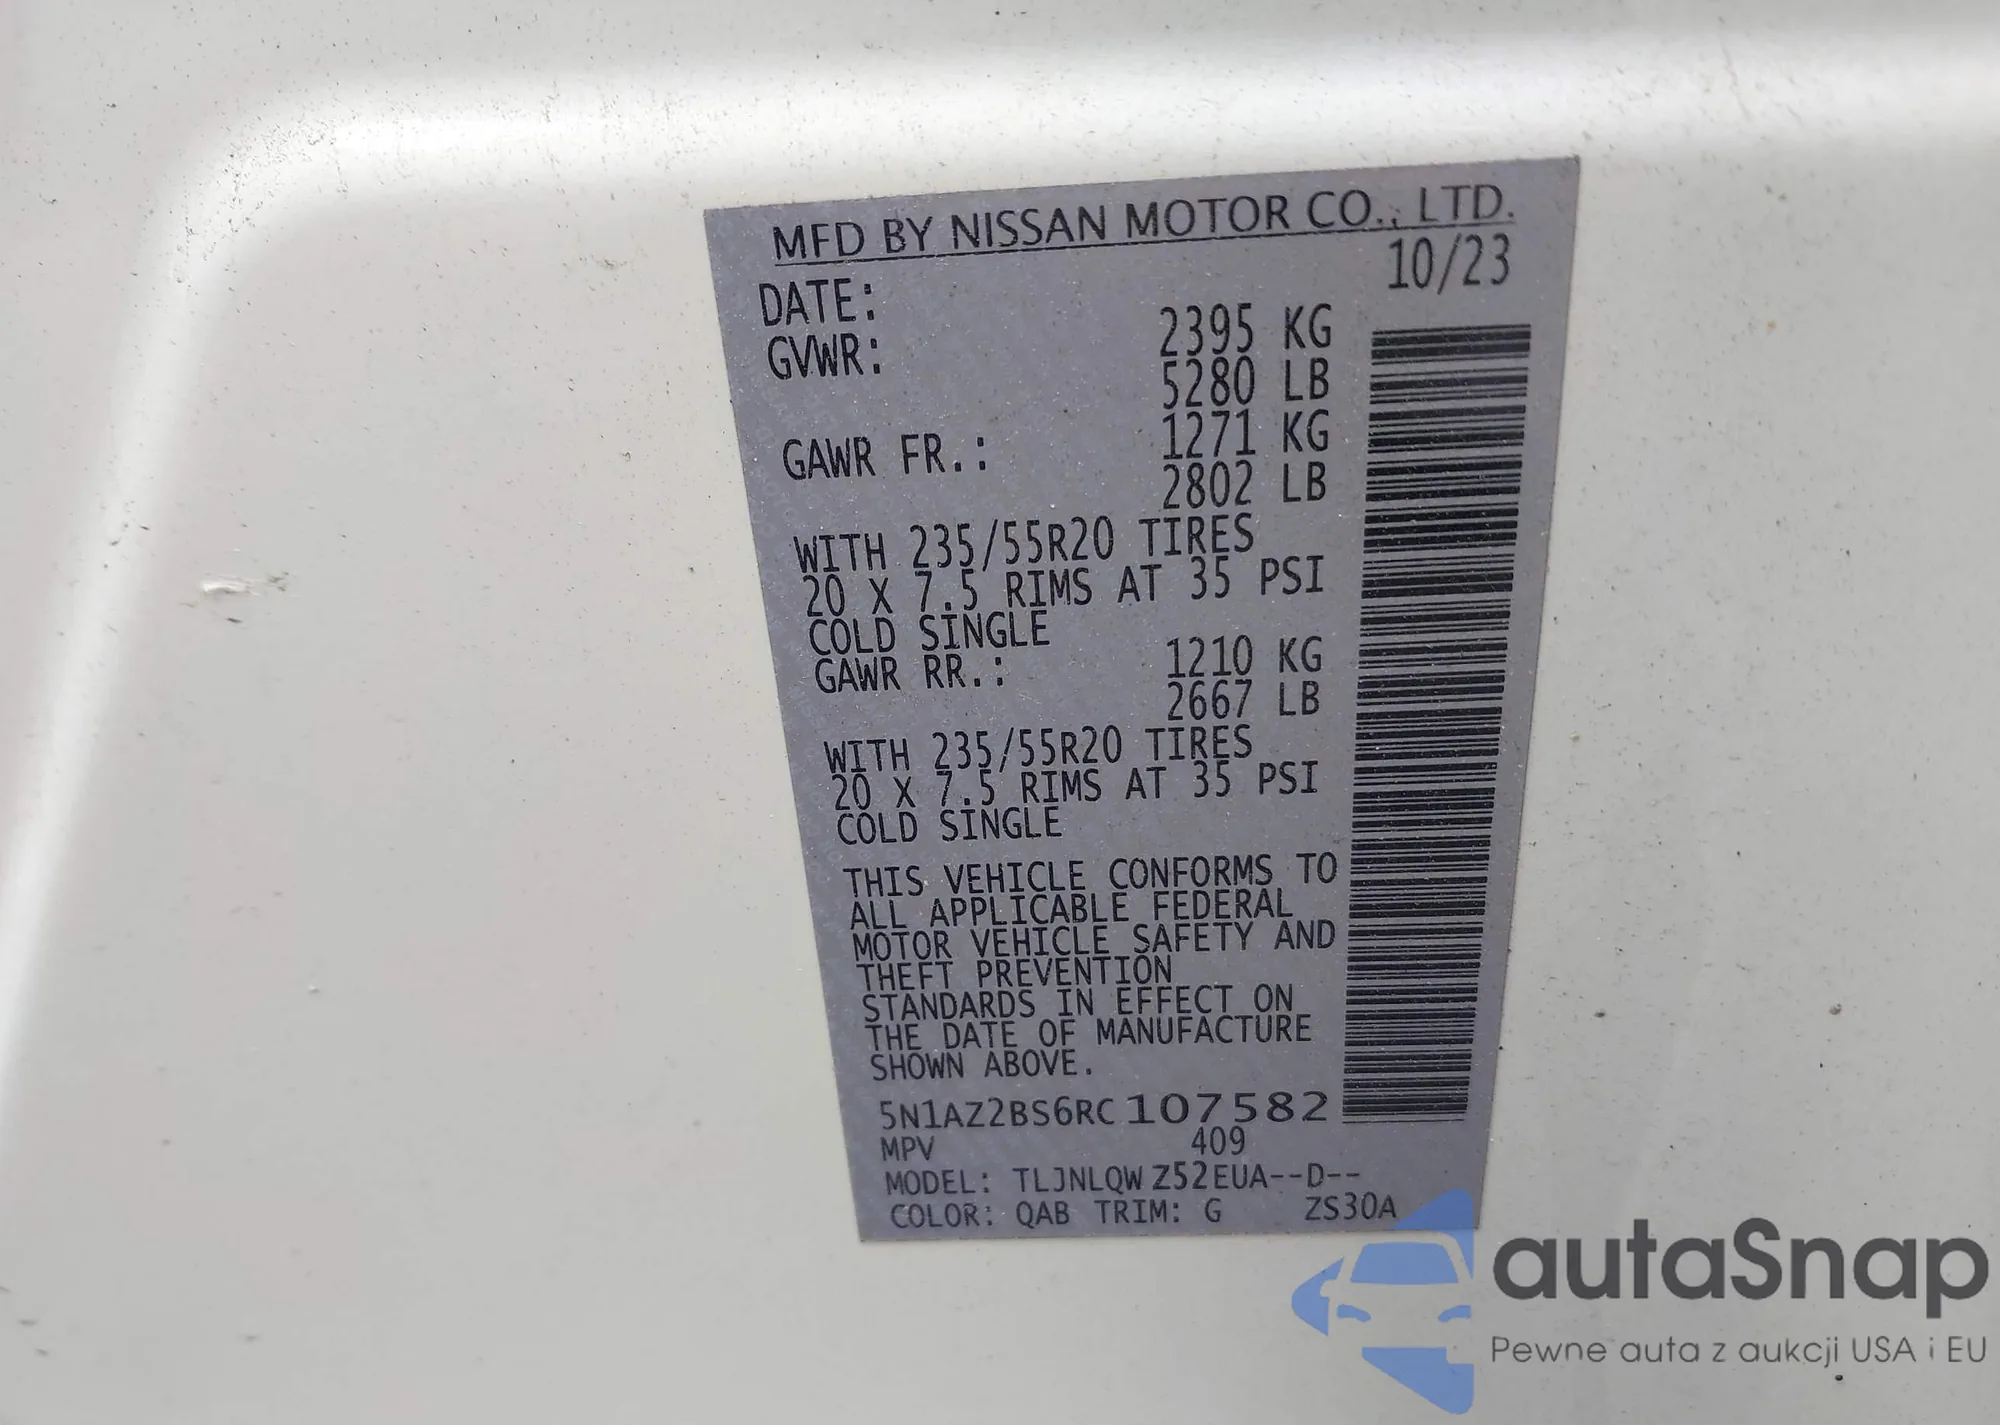 MFD BY NISSAN MOTOR CO., LTD.
DATE: 10/23
GVWR: 2395 KG
5280 LB
GAWR FR.: 1271 KG
2802 LB
WITH 235/55R20 TIRES
20 X 7.5 RIMS AT 35 PSI
COLD SINGLE
GAWR RR.: 1210 KG
2667 LB
WITH 235/55R20 TIRES
20 X 7.5 RIMS AT 35 PSI
COLD SINGLE
THIS VEHICLE CONFORMS TO
ALL APPLICABLE FEDERAL
MOTOR VEHICLE SAFETY AND
THEFT PREVENTION
STANDARDS IN EFFECT ON
THE DATE OF MANUFACTURE
SHOWN ABOVE.
5N1AZ2BS6RC107582
MPV 409
MODEL: TLJNLQW Z52EUA--D--
COLOR: QAB TRIM: G ZS30A
autaSnap
Pewne auta z aukcji USA i EU